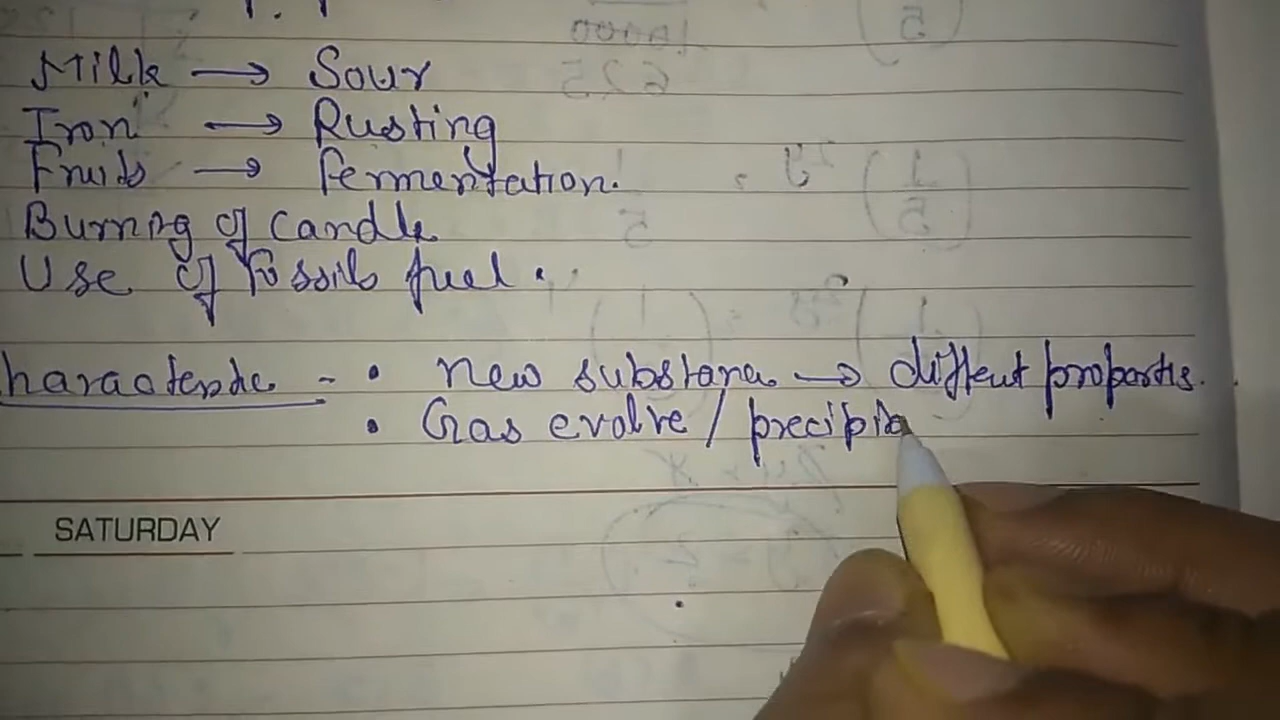 Milk → Sour
Iron → Rusting
Fruits → Fermentation.
Burning of Candle
Use of Fossils fuel.
haracteristic - • new substance → different properties.
• Gas evolve / precipita
SATURDAY